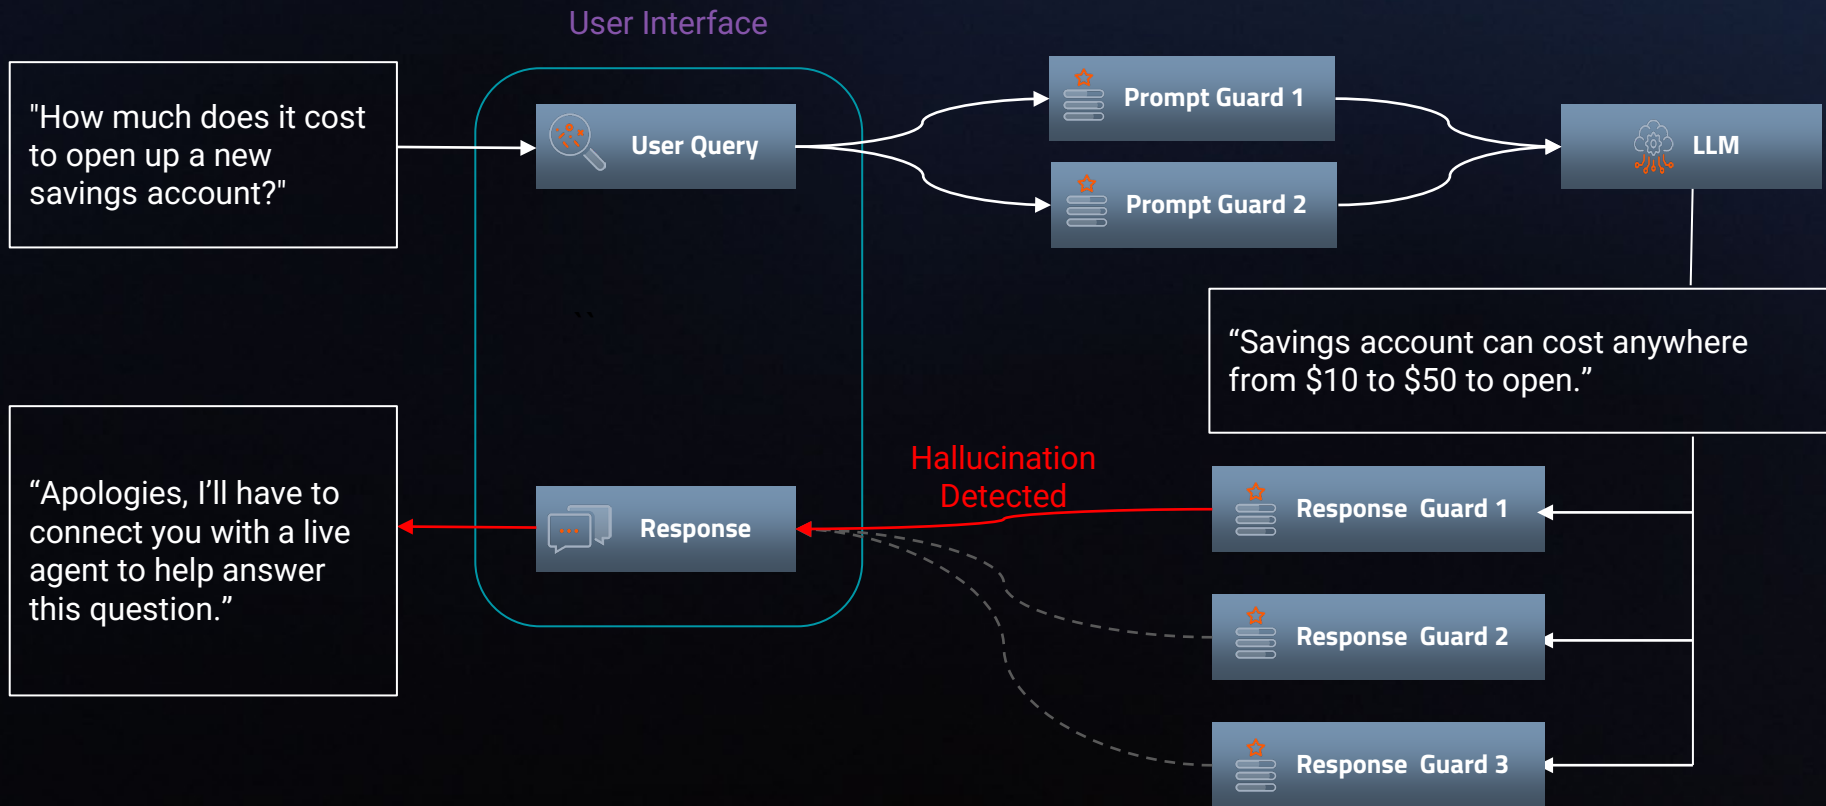 User Interface
"How much does it cost
to open up a new
savings account?"
User Query
Prompt Guard 1
Prompt Guard 2
LLM
``
“Savings account can cost anywhere
from $10 to $50 to open.”
Hallucination
Detected
“Apologies, I’ll have to
connect you with a live
agent to help answer
this question.”
Response
Response Guard 1
Response Guard 2
Response Guard 3